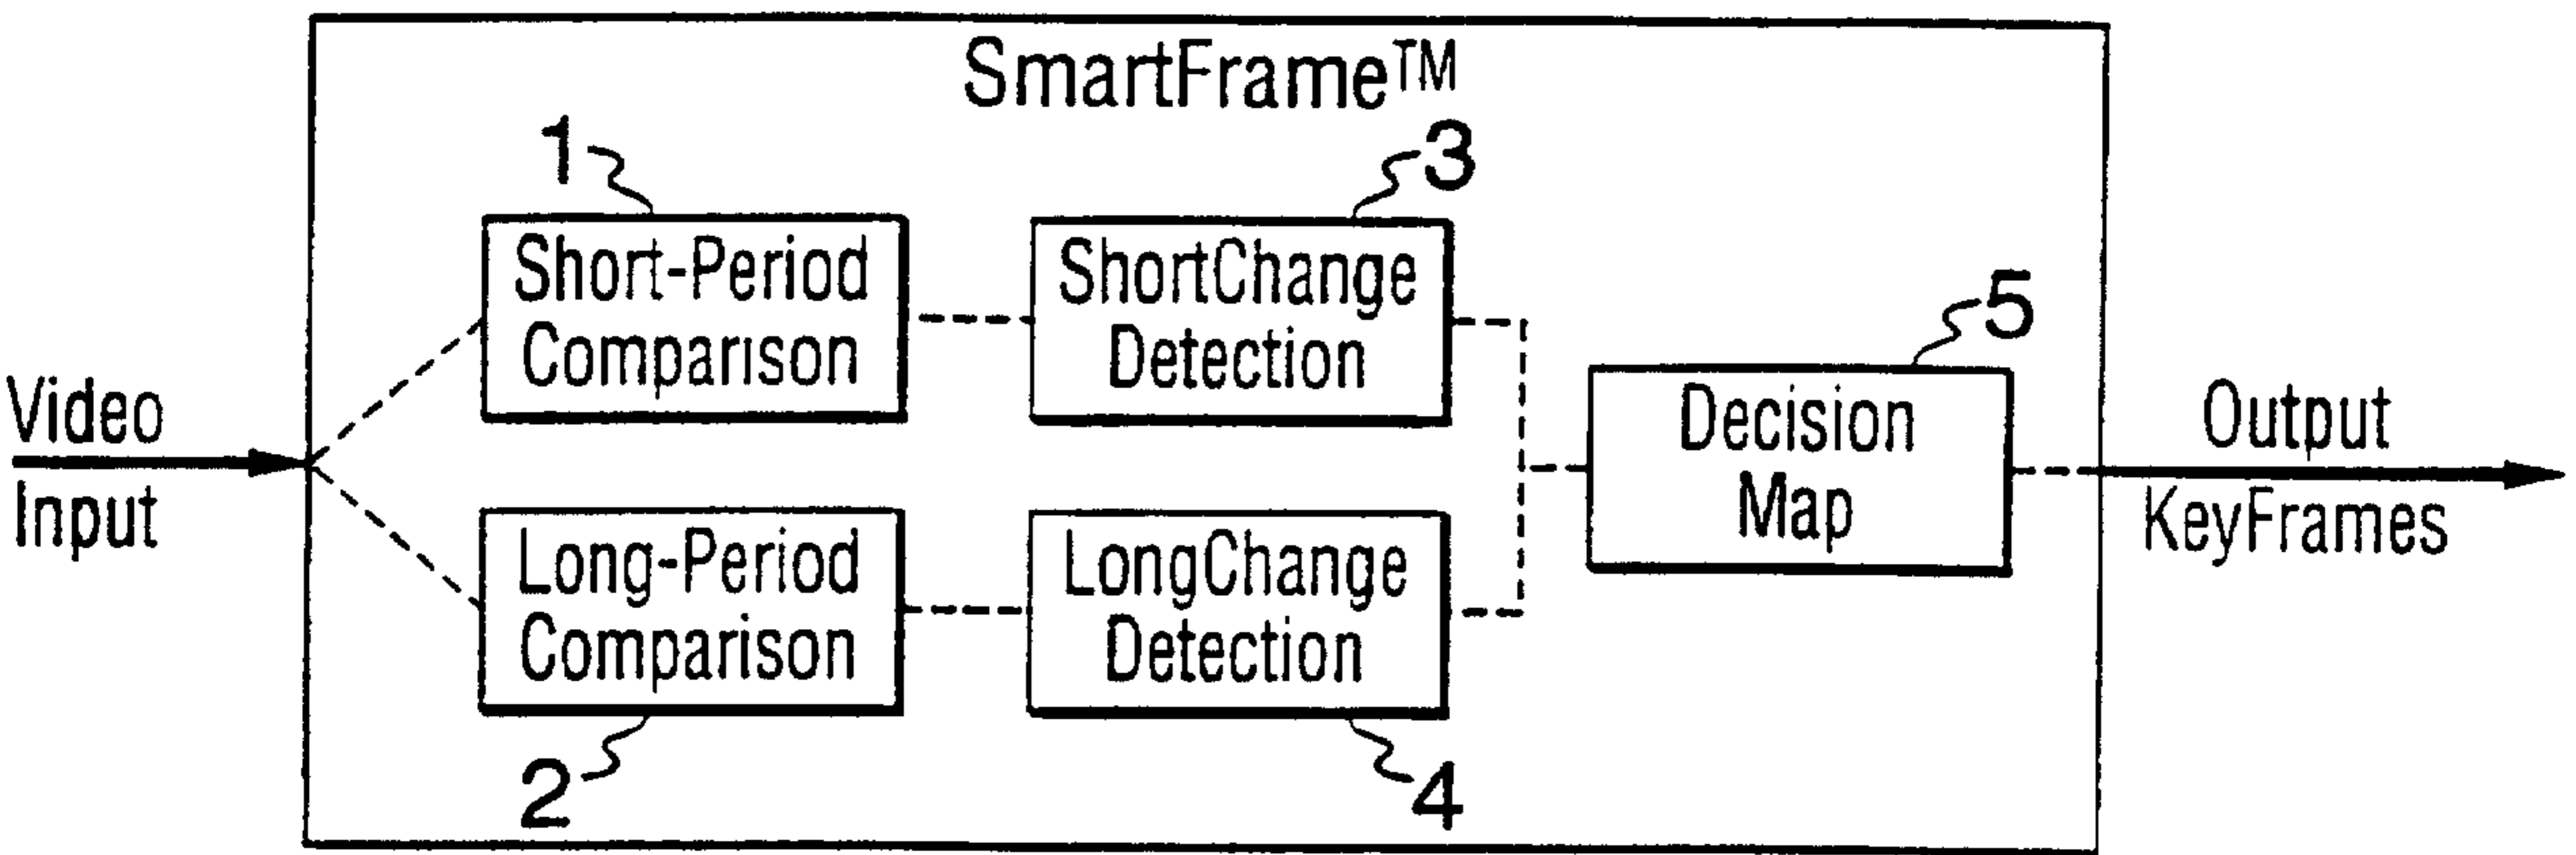 SmartFrame™
1
3
Short-Period
Comparison
ShortChange
Detection
5
Video
Input
Decision
Map
Output
KeyFrames
Long-Period
Comparison
LongChange
Detection
2
4